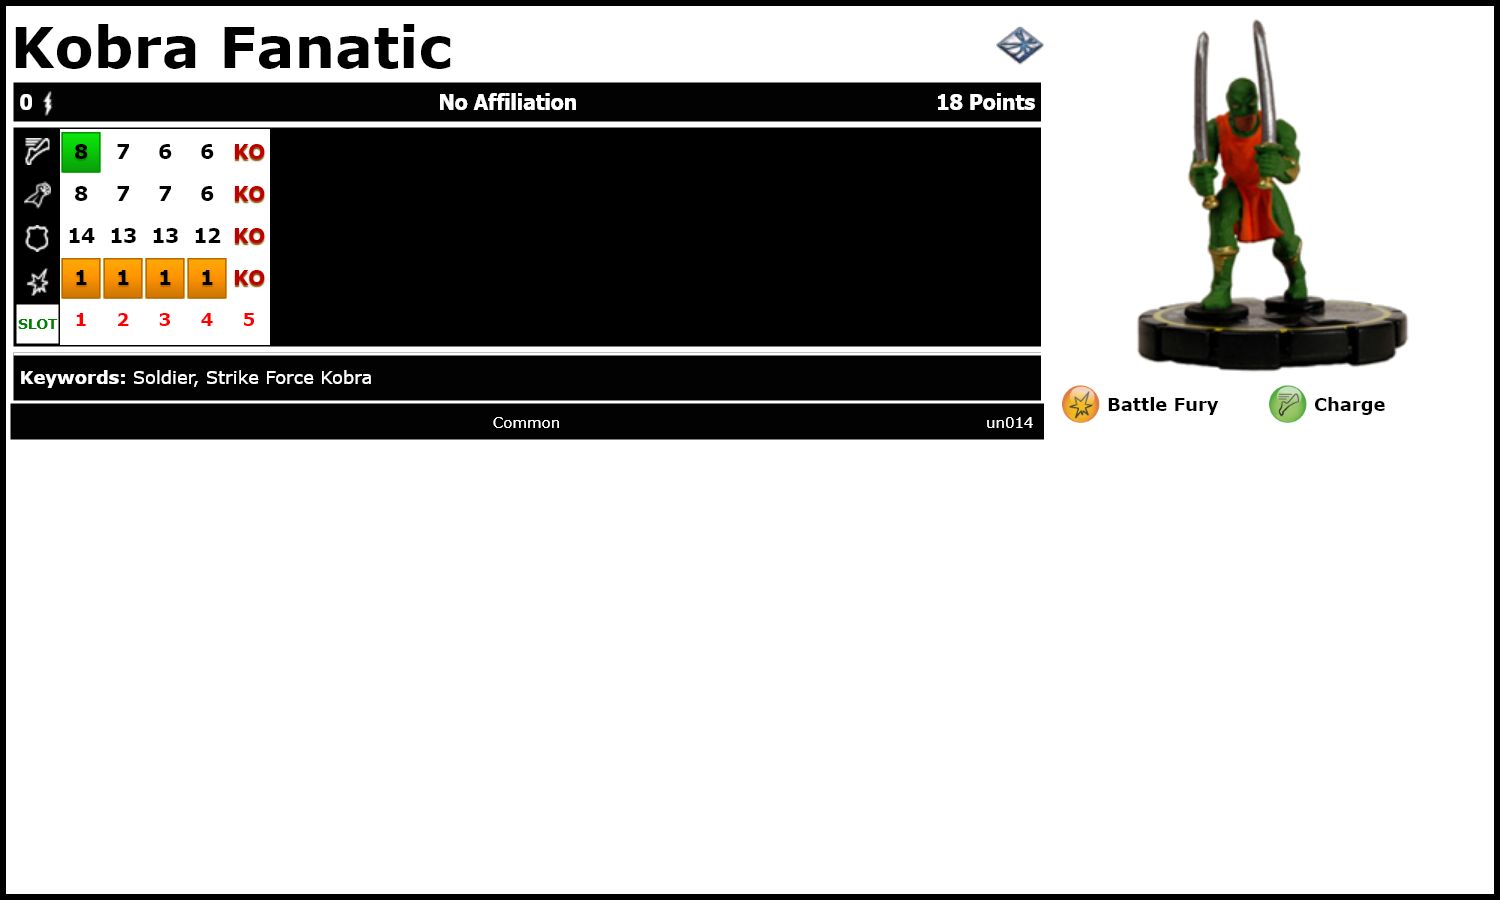 Kobra Fanatic
0 No Affiliation 18 Points
8 7 6 6 KO
8 7 7 6 KO
14 13 13 12 KO
1 1 1 1 KO
SLOT 1 2 3 4 5
Keywords: Soldier, Strike Force Kobra
Common un014
Battle Fury Charge